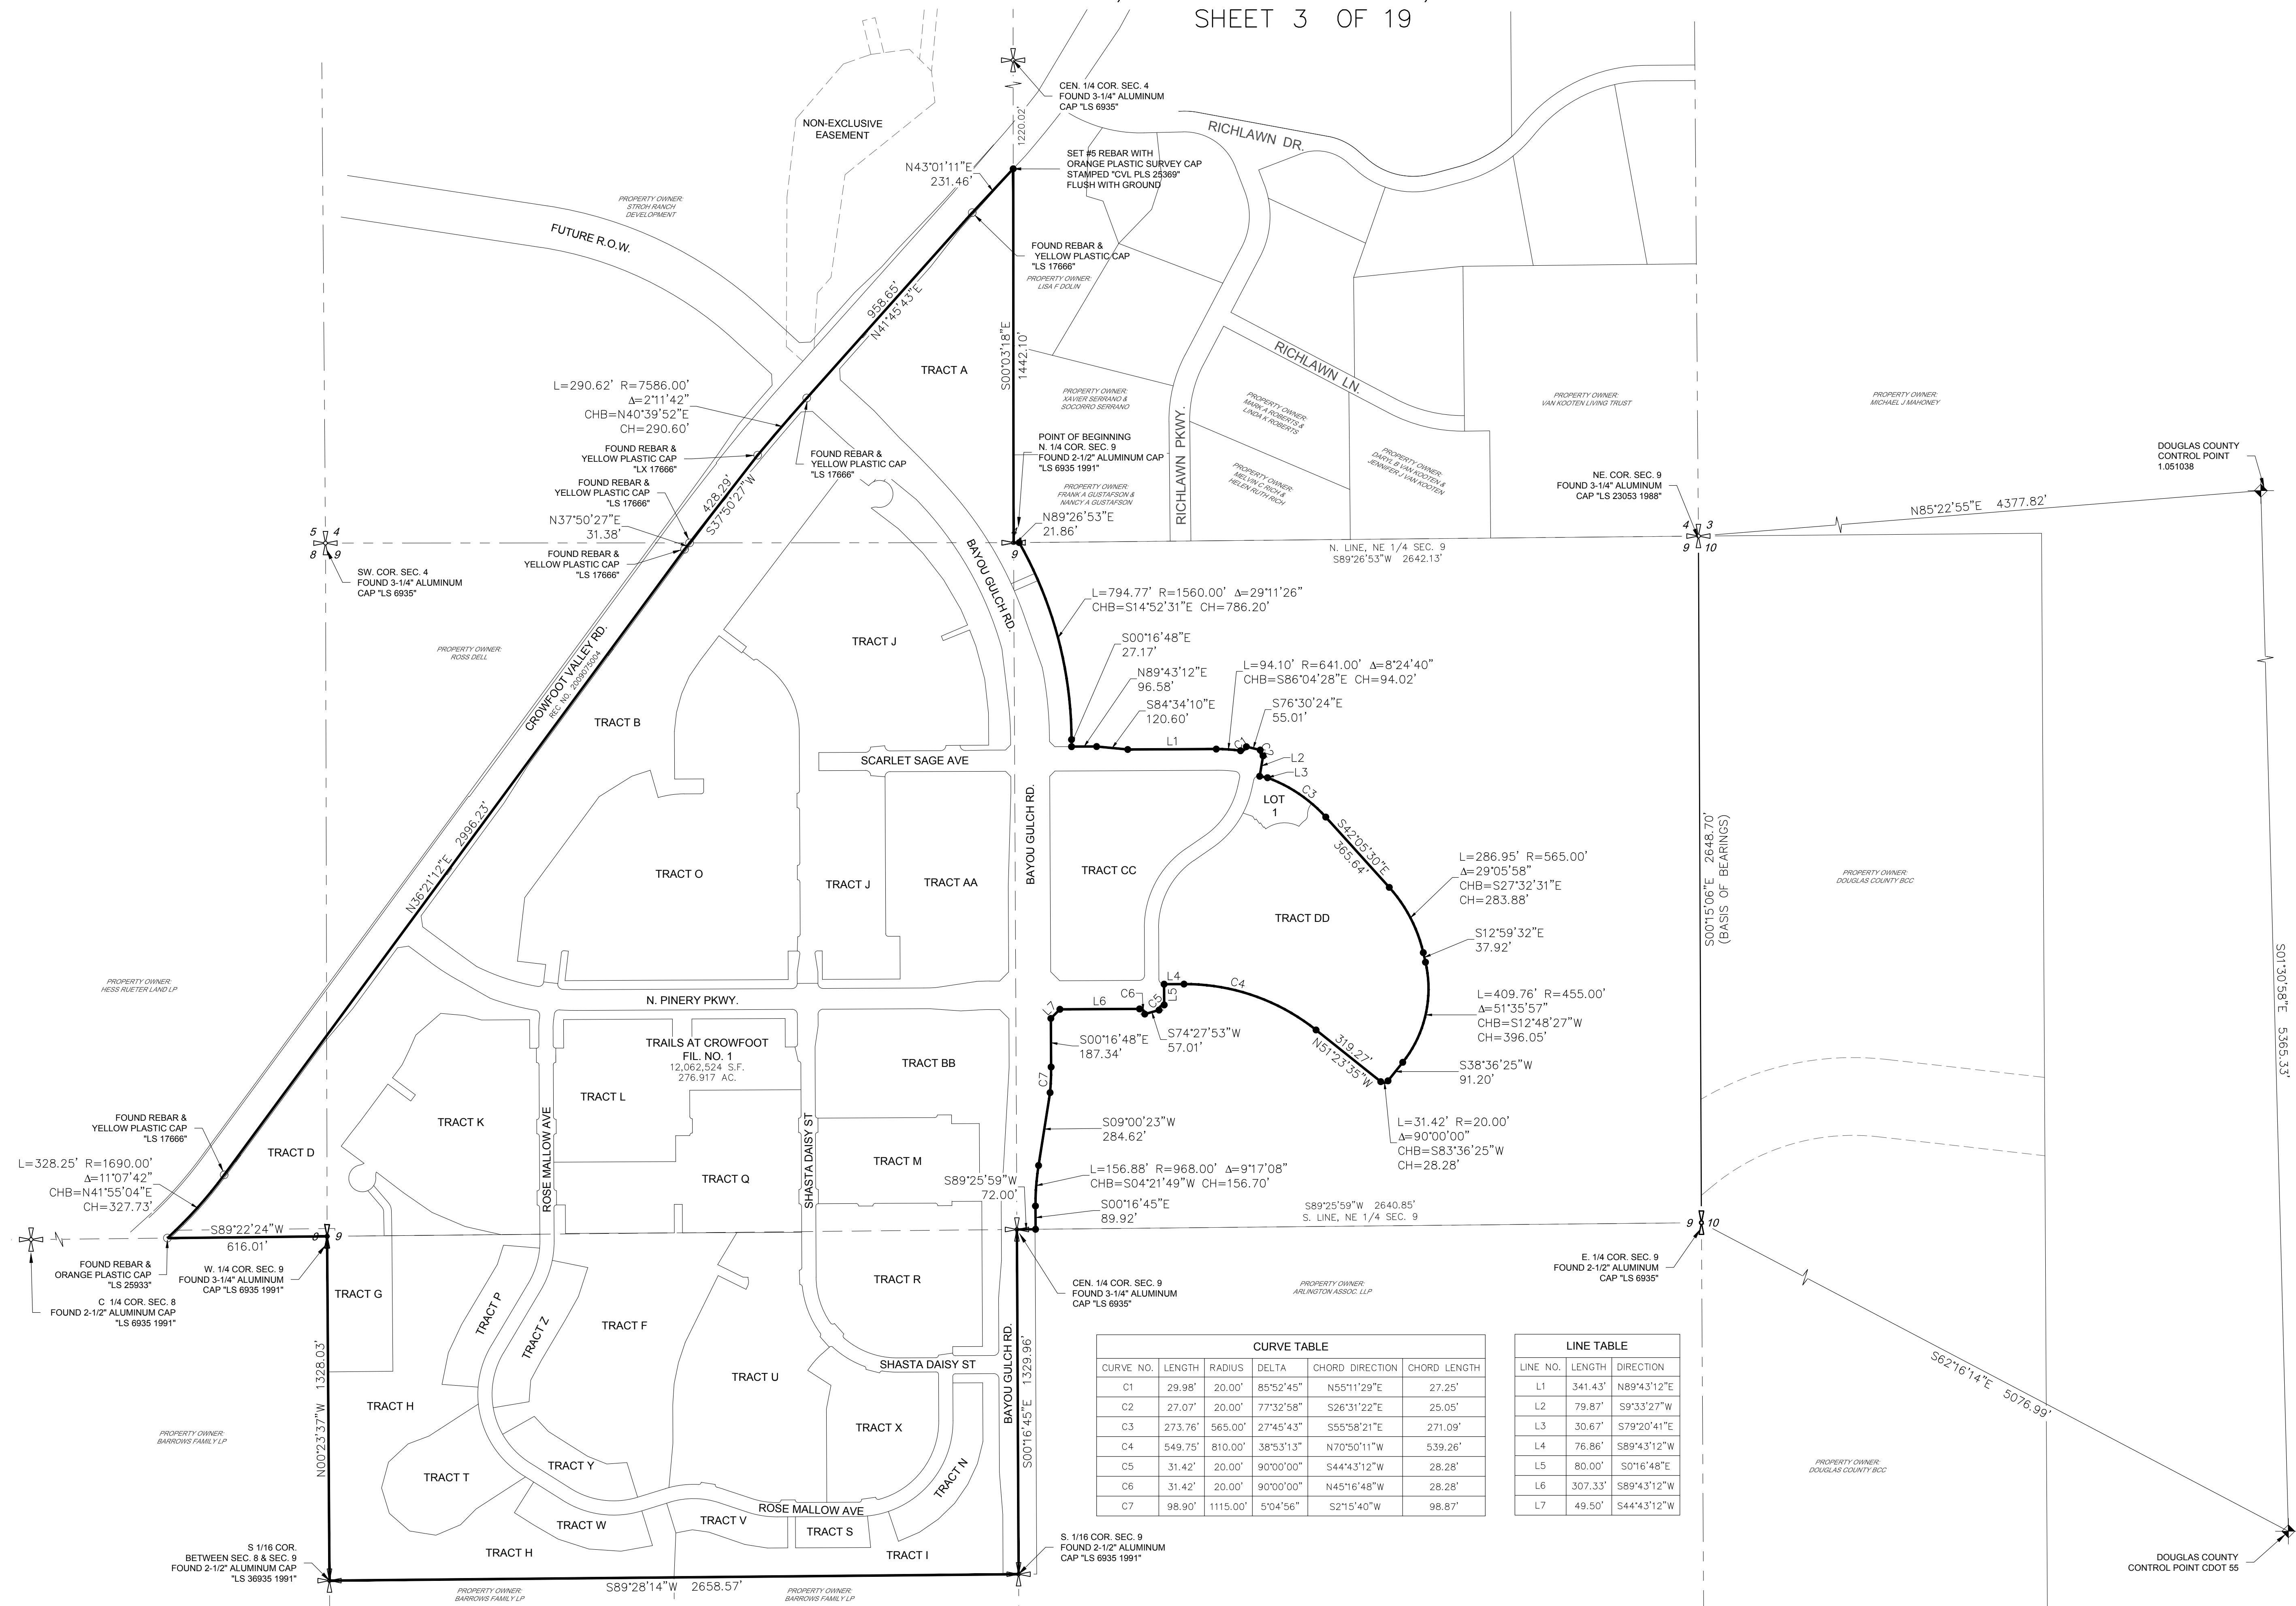 SHEET 3 OF 19
CEN. 1/4 COR. SEC. 4
FOUND 3-1/4" ALUMINUM
CAP "LS 6935"
1220.02'
NON-EXCLUSIVE
EASEMENT
RICHLAWN DR.
N43°01'11"E
231.46'
SET #5 REBAR WITH
ORANGE PLASTIC SURVEY CAP
STAMPED "CVL PLS 25369"
FLUSH WITH GROUND
PROPERTY OWNER:
STROH RANCH
DEVELOPMENT
FUTURE R.O.W.
FOUND REBAR &
YELLOW PLASTIC CAP
"LS 17666"
PROPERTY OWNER:
LISA F DOLIN
958.65'
N41°45'43"E
S00°03'18"E
1442.10'
TRACT A
RICHLAWN LN.
L=290.62' R=7586.00'
Δ=2°11'42"
CHB=N40°39'52"E
CH=290.60'
PROPERTY OWNER:
XAVIER SERRANO &
SOCORRO SERRANO
PROPERTY OWNER:
MARK A ROBERTS &
LINDA K ROBERTS
PROPERTY OWNER:
VAN KOOTEN LIVING TRUST
PROPERTY OWNER:
MICHAEL J MAHONEY
FOUND REBAR &
YELLOW PLASTIC CAP
"LX 17666"
FOUND REBAR &
YELLOW PLASTIC CAP
"LS 17666"
POINT OF BEGINNING
N. 1/4 COR. SEC. 9
FOUND 2-1/2" ALUMINUM CAP
"LS 6935 1991"
RICHLAWN PKWY.
PROPERTY OWNER:
MELVIN C RICH &
HELEN RUTH RICH
PROPERTY OWNER:
DARYL B VAN KOOTEN &
JENNIFER J VAN KOOTEN
NE. COR. SEC. 9
FOUND 3-1/4" ALUMINUM
CAP "LS 23053 1988"
DOUGLAS COUNTY
CONTROL POINT
1.051038
FOUND REBAR &
YELLOW PLASTIC CAP
"LS 17666"
428.29'
S37°50'27"W
PROPERTY OWNER:
FRANK A GUSTAFSON &
NANCY A GUSTAFSON
N85°22'55"E 4377.82'
N37°50'27"E
31.38'
N89°26'53"E
21.86'
5 4
8 9
4
9
4 3
9 10
FOUND REBAR &
YELLOW PLASTIC CAP
"LS 17666"
N. LINE, NE 1/4 SEC. 9
S89°26'53"W 2642.13'
SW. COR. SEC. 4
FOUND 3-1/4" ALUMINUM
CAP "LS 6935"
BAYOU GULCH RD.
L=794.77' R=1560.00' Δ=29°11'26"
CHB=S14°52'31"E CH=786.20'
PROPERTY OWNER:
ROSS DELL
CROWFOOT VALLEY RD.
REC NO. 2009075004
TRACT J
S00°16'48"E
27.17'
N89°43'12"E
96.58'
L=94.10' R=641.00' Δ=8°24'40"
CHB=S86°04'28"E CH=94.02'
S84°34'10"E
120.60'
S76°30'24"E
55.01'
TRACT B
L1
C1
C2
L2
L3
SCARLET SAGE AVE
LOT
1
C3
N36°21'12"E 2996.23'
BAYOU GULCH RD.
S42°05'30"E
365.64'
S00°15'06"E 2648.70'
(BASIS OF BEARINGS)
TRACT O
TRACT J
TRACT AA
TRACT CC
L=286.95' R=565.00'
Δ=29°05'58"
CHB=S27°32'31"E
CH=283.88'
PROPERTY OWNER:
DOUGLAS COUNTY BCC
TRACT DD
S12°59'32"E
37.92'
S01°30'58"E 5365.33'
PROPERTY OWNER:
HESS RUETER LAND LP
L4
C4
L5
N. PINERY PKWY.
L7
L6
C6
C5
L=409.76' R=455.00'
Δ=51°35'57"
CHB=S12°48'27"W
CH=396.05'
S00°16'48"E
187.34'
S74°27'53"W
57.01'
319.27'
N51°23'35"W
TRAILS AT CROWFOOT
FIL. NO. 1
12,062,524 S.F.
276.917 AC.
TRACT BB
C7
S38°36'25"W
91.20'
TRACT L
FOUND REBAR &
YELLOW PLASTIC CAP
"LS 17666"
TRACT K
ROSE MALLOW AVE
SHASTA DAISY ST
S09°00'23"W
284.62'
L=31.42' R=20.00'
Δ=90°00'00"
CHB=S83°36'25"W
CH=28.28'
L=328.25' R=1690.00'
Δ=11°07'42"
CHB=N41°55'04"E
CH=327.73'
TRACT D
TRACT Q
TRACT M
S89°25'59"W
72.00'
L=156.88' R=968.00' Δ=9°17'08"
CHB=S04°21'49"W CH=156.70'
S00°16'45"E
89.92'
S89°25'59"W 2640.85'
S. LINE, NE 1/4 SEC. 9
9 10
S89°22'24"W
616.01'
8 9
FOUND REBAR &
ORANGE PLASTIC CAP
"LS 25933"
W. 1/4 COR. SEC. 9
FOUND 3-1/4" ALUMINUM
CAP "LS 6935 1991"
C 1/4 COR. SEC. 8
FOUND 2-1/2" ALUMINUM CAP
"LS 6935 1991"
TRACT G
TRACT P
TRACT Z
TRACT F
TRACT R
CEN. 1/4 COR. SEC. 9
FOUND 3-1/4" ALUMINUM
CAP "LS 6935"
PROPERTY OWNER:
ARLINGTON ASSOC. LLP
E. 1/4 COR. SEC. 9
FOUND 2-1/2" ALUMINUM
CAP "LS 6935"
N00°23'37"W 1328.03'
TRACT U
SHASTA DAISY ST
BAYOU GULCH RD.
S00°16'45"E 1329.96'
S62°16'14"E 5076.99'
CURVE TABLE
CURVE NO. LENGTH RADIUS DELTA CHORD DIRECTION CHORD LENGTH
C1 29.98' 20.00' 85°52'45" N55°11'29"E 27.25'
C2 27.07' 20.00' 77°32'58" S26°31'22"E 25.05'
C3 273.76' 565.00' 27°45'43" S55°58'21"E 271.09'
C4 549.75' 810.00' 38°53'13" N70°50'11"W 539.26'
C5 31.42' 20.00' 90°00'00" S44°43'12"W 28.28'
C6 31.42' 20.00' 90°00'00" N45°16'48"W 28.28'
C7 98.90' 1115.00' 5°04'56" S2°15'40"W 98.87'
LINE TABLE
LINE NO. LENGTH DIRECTION
L1 341.43' N89°43'12"E
L2 79.87' S9°33'27"W
L3 30.67' S79°20'41"E
L4 76.86' S89°43'12"W
L5 80.00' S0°16'48"E
L6 307.33' S89°43'12"W
L7 49.50' S44°43'12"W
TRACT H
TRACT X
PROPERTY OWNER:
BARROWS FAMILY LP
TRACT T
TRACT Y
TRACT N
PROPERTY OWNER:
DOUGLAS COUNTY BCC
ROSE MALLOW AVE
TRACT W
TRACT V
TRACT S
TRACT H
TRACT I
S 1/16 COR.
BETWEEN SEC. 8 & SEC. 9
FOUND 2-1/2" ALUMINUM CAP
"LS 36935 1991"
S. 1/16 COR. SEC. 9
FOUND 2-1/2" ALUMINUM
CAP "LS 6935 1991"
S89°28'14"W 2658.57'
PROPERTY OWNER:
BARROWS FAMILY LP
PROPERTY OWNER:
BARROWS FAMILY LP
DOUGLAS COUNTY
CONTROL POINT CDOT 55